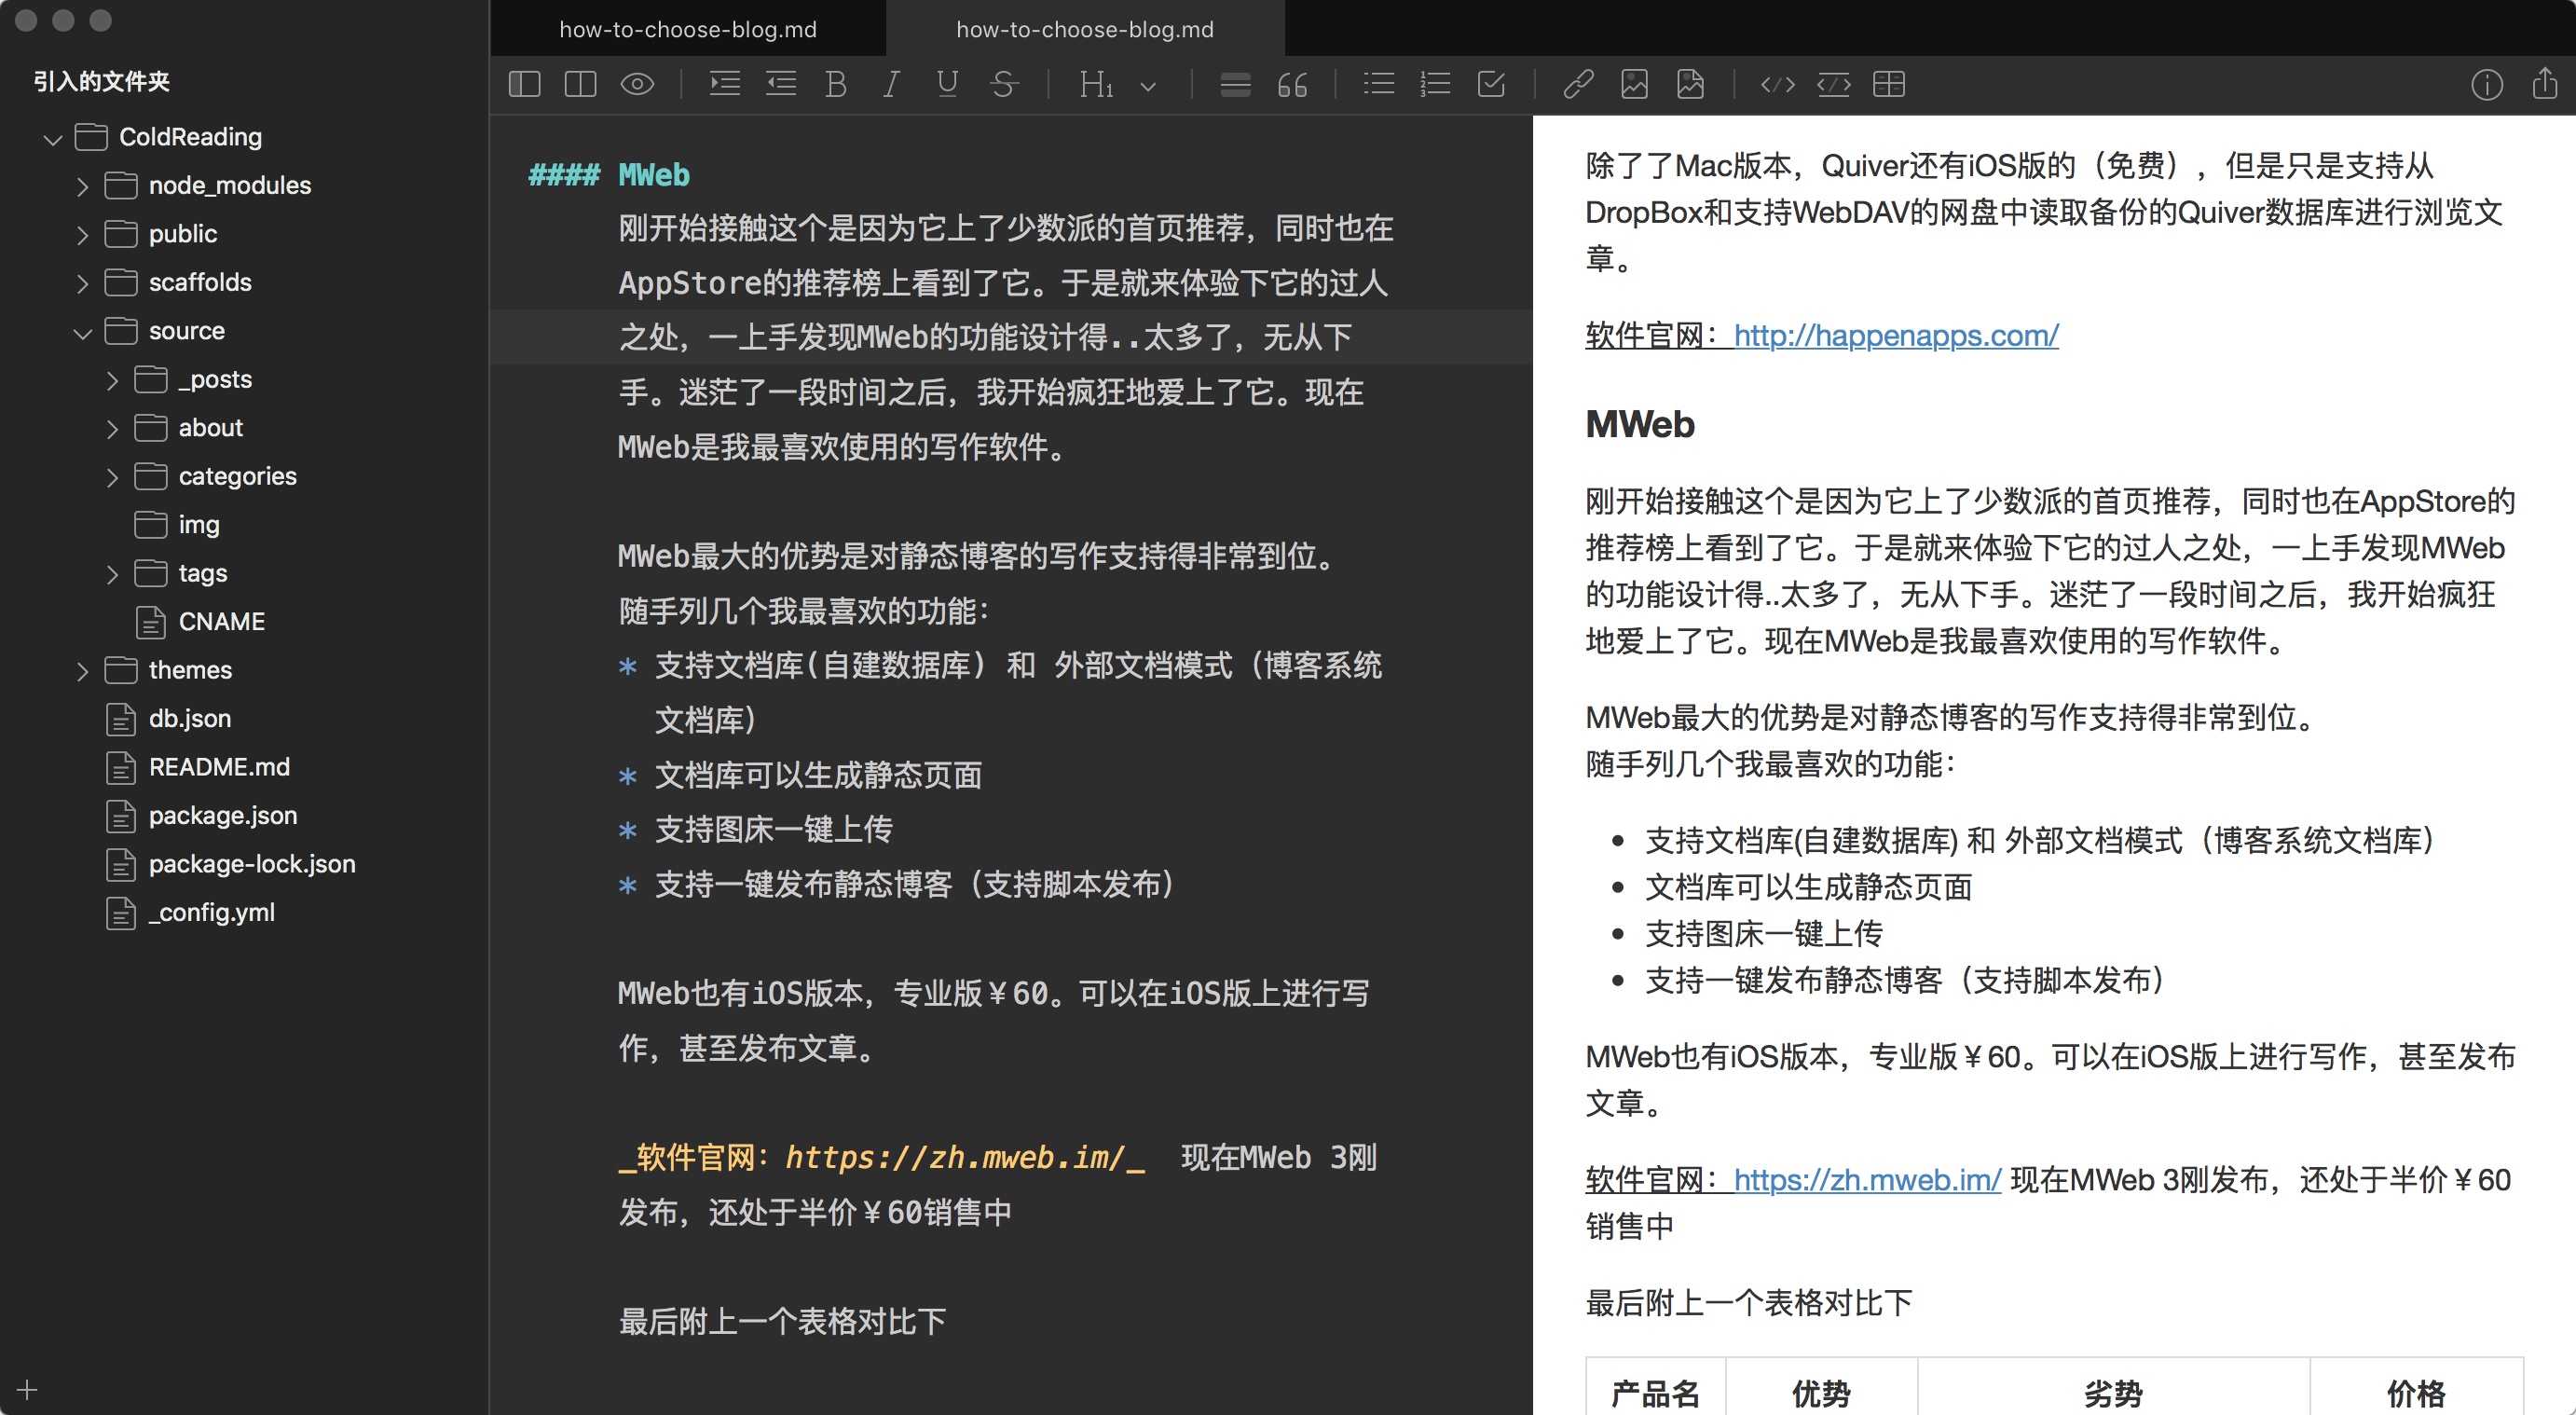 引入的文件夹
ColdReading
node_modules
public
scaffolds
source
_posts
about
categories
img
tags
CNAME
themes
db.json
README.md
package.json
package-lock.json
_config.yml
how-to-choose-blog.md
how-to-choose-blog.md
B I U S H1
#### MWeb
刚开始接触这个是因为它上了少数派的首页推荐，同时也在
AppStore的推荐榜上看到了它。于是就来体验下它的过人
之处，一上手发现MWeb的功能设计得..太多了，无从下
手。迷茫了一段时间之后，我开始疯狂地爱上了它。现在
MWeb是我最喜欢使用的写作软件。
MWeb最大的优势是对静态博客的写作支持得非常到位。
随手列几个我最喜欢的功能：
* 支持文档库(自建数据库) 和 外部文档模式（博客系统
文档库）
* 文档库可以生成静态页面
* 支持图床一键上传
* 支持一键发布静态博客（支持脚本发布）
MWeb也有iOS版本，专业版￥60。可以在iOS版上进行写
作，甚至发布文章。
_软件官网：https://zh.mweb.im/_ 现在MWeb 3刚
发布，还处于半价￥60销售中
最后附上一个表格对比下
除了了Mac版本，Quiver还有iOS版的（免费），但是只是支持从
DropBox和支持WebDAV的网盘中读取备份的Quiver数据库进行浏览文
章。
软件官网：http://happenapps.com/
MWeb
刚开始接触这个是因为它上了少数派的首页推荐，同时也在AppStore的
推荐榜上看到了它。于是就来体验下它的过人之处，一上手发现MWeb
的功能设计得..太多了，无从下手。迷茫了一段时间之后，我开始疯狂
地爱上了它。现在MWeb是我最喜欢使用的写作软件。
MWeb最大的优势是对静态博客的写作支持得非常到位。
随手列几个我最喜欢的功能：
• 支持文档库(自建数据库) 和 外部文档模式（博客系统文档库）
• 文档库可以生成静态页面
• 支持图床一键上传
• 支持一键发布静态博客（支持脚本发布）
MWeb也有iOS版本，专业版￥60。可以在iOS版上进行写作，甚至发布
文章。
软件官网：https://zh.mweb.im/ 现在MWeb 3刚发布，还处于半价￥60
销售中
最后附上一个表格对比下
产品名 优势 劣势 价格